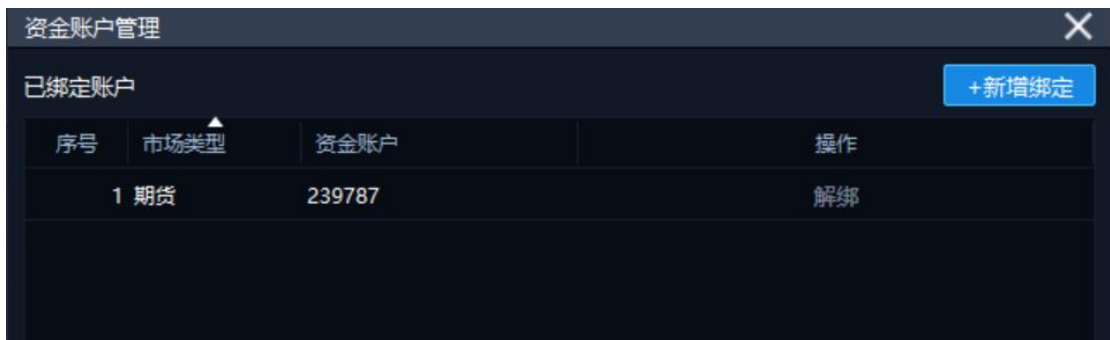 资金账户管理
已绑定账户 +新增绑定
序号 市场类型 资金账户 操作
1 期货 239787 解绑